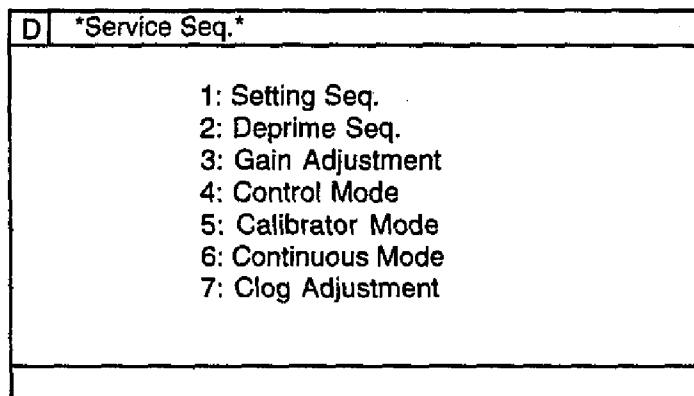 D *Service Seq.*
1: Setting Seq.
2: Deprime Seq.
3: Gain Adjustment
4: Control Mode
5: Calibrator Mode
6: Continuous Mode
7: Clog Adjustment